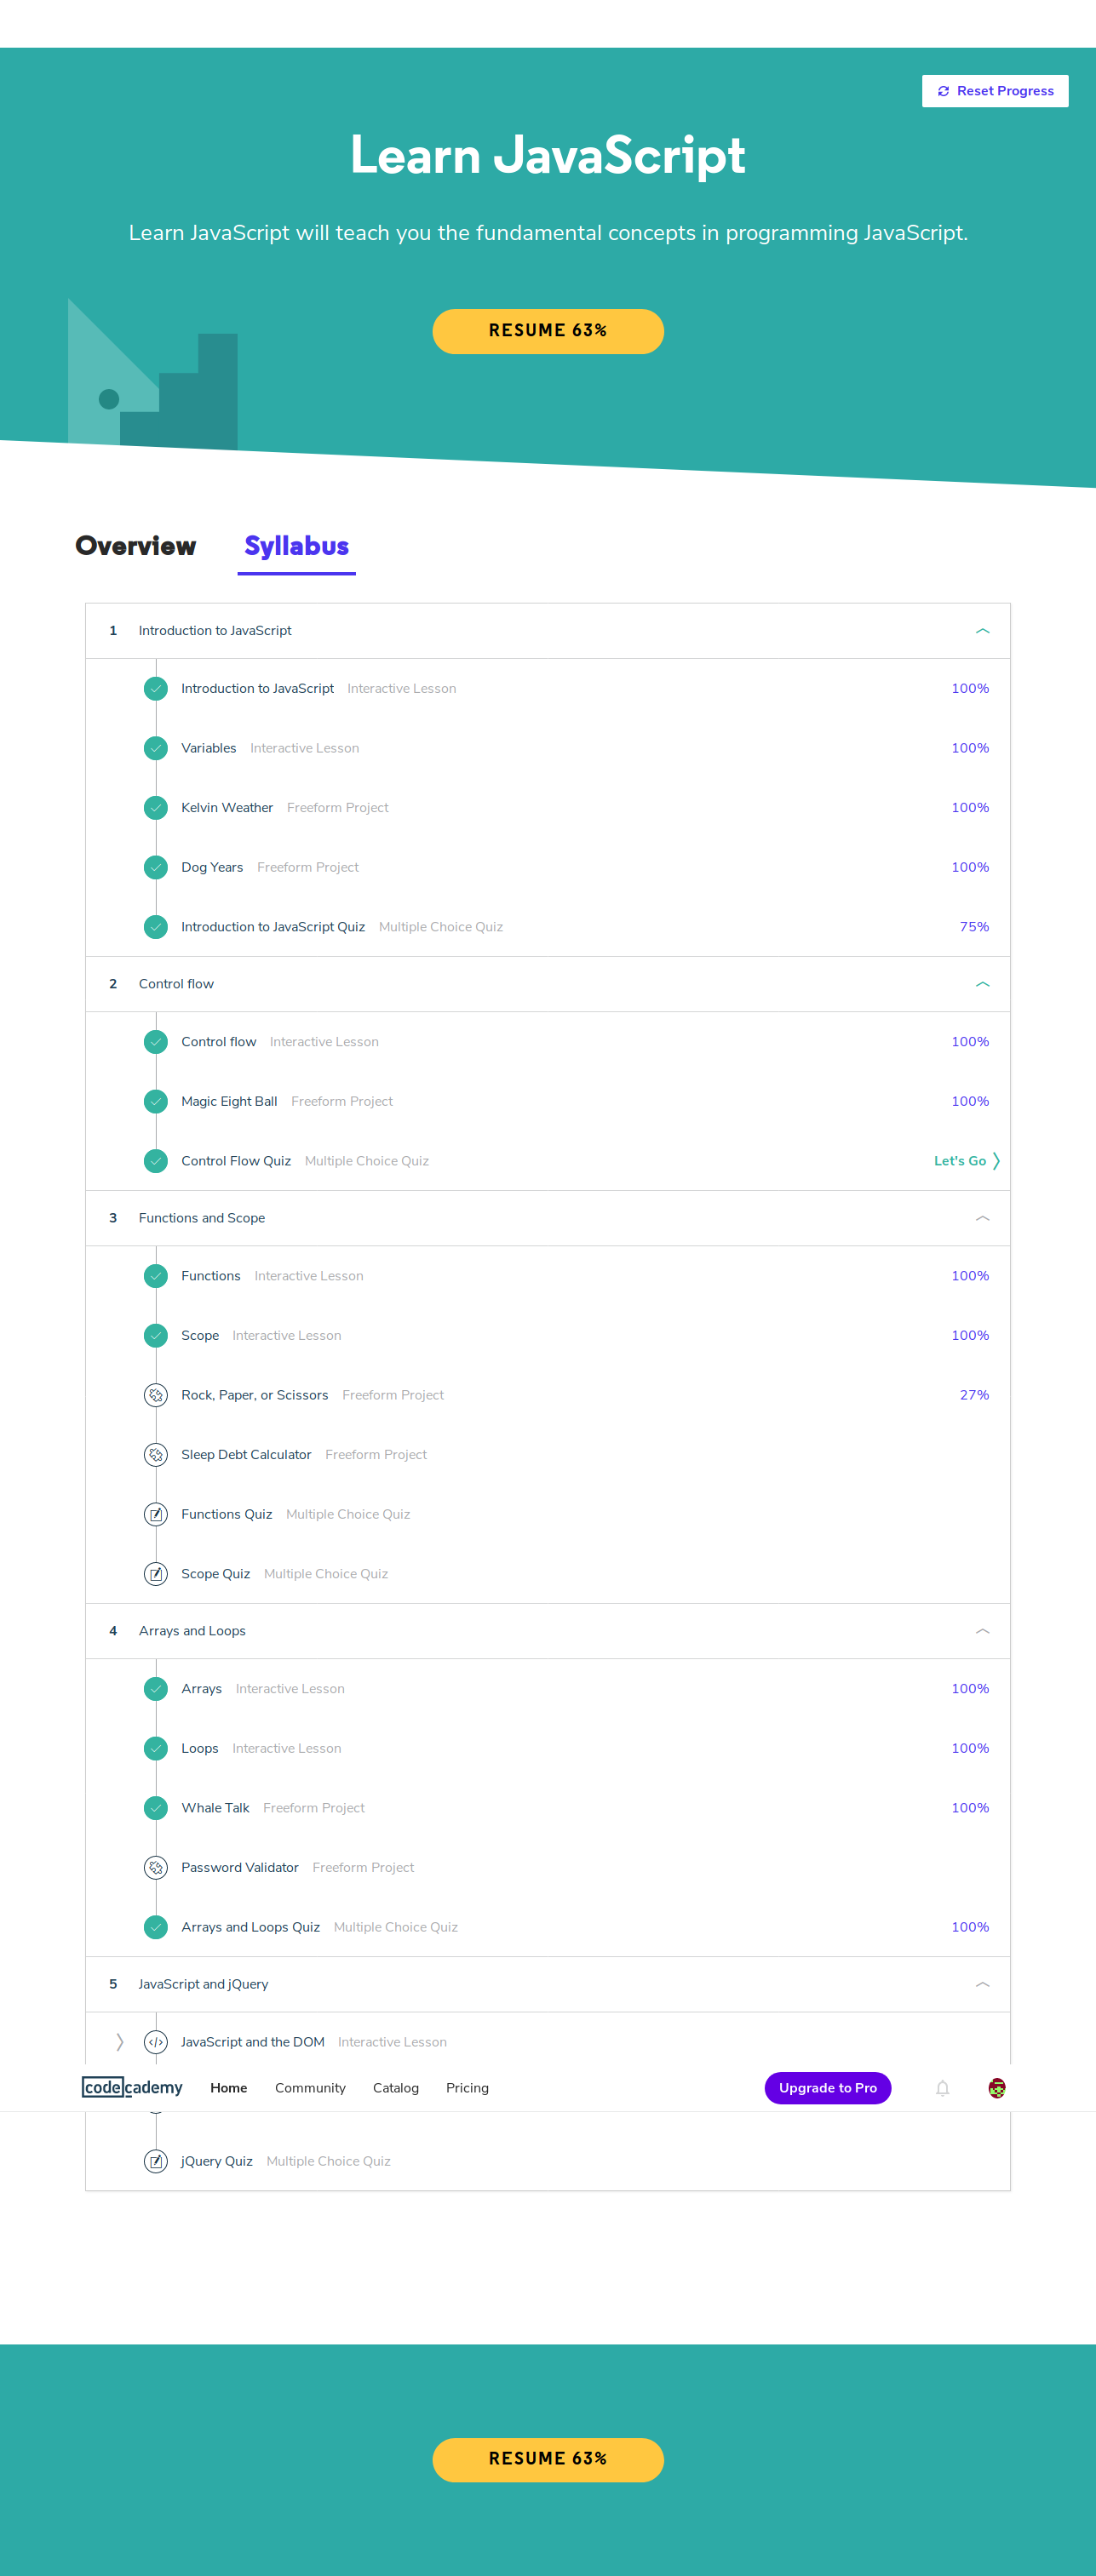 Reset Progress
Learn JavaScript
Learn JavaScript will teach you the fundamental concepts in programming JavaScript.
RESUME 63%
Overview Syllabus
1 Introduction to JavaScript
Introduction to JavaScript Interactive Lesson 100%
Variables Interactive Lesson 100%
Kelvin Weather Freeform Project 100%
Dog Years Freeform Project 100%
Introduction to JavaScript Quiz Multiple Choice Quiz 75%
2 Control flow
Control flow Interactive Lesson 100%
Magic Eight Ball Freeform Project 100%
Control Flow Quiz Multiple Choice Quiz Let's Go
3 Functions and Scope
Functions Interactive Lesson 100%
Scope Interactive Lesson 100%
Rock, Paper, or Scissors Freeform Project 27%
Sleep Debt Calculator Freeform Project
Functions Quiz Multiple Choice Quiz
Scope Quiz Multiple Choice Quiz
4 Arrays and Loops
Arrays Interactive Lesson 100%
Loops Interactive Lesson 100%
Whale Talk Freeform Project 100%
Password Validator Freeform Project
Arrays and Loops Quiz Multiple Choice Quiz 100%
5 JavaScript and jQuery
JavaScript and the DOM Interactive Lesson
codecademy Home Community Catalog Pricing Upgrade to Pro
jQuery Quiz Multiple Choice Quiz
RESUME 63%